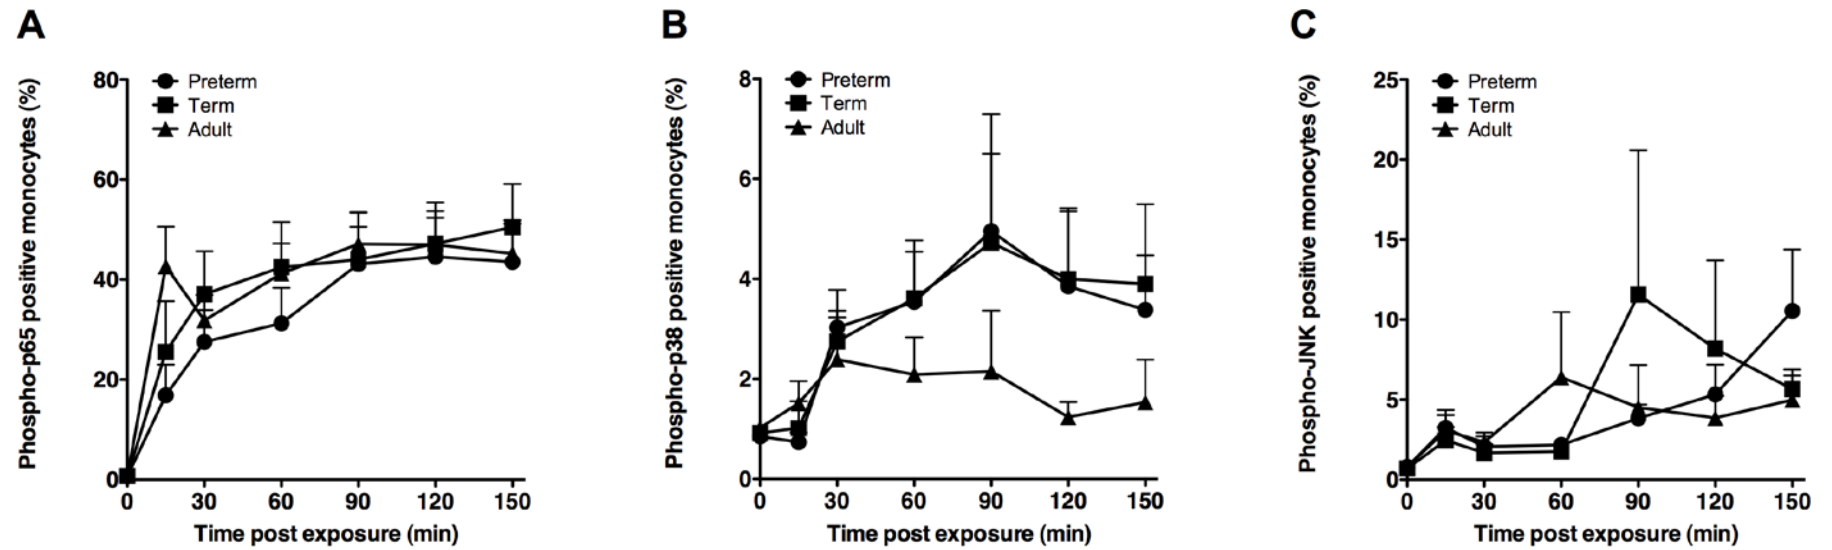 A
Phospho-p65 positive monocytes (%)
80
60
40
20
0
Preterm
Term
Adult
0 30 60 90 120 150
Time post exposure (min)
B
Phospho-p38 positive monocytes (%)
8
6
4
2
0
Preterm
Term
Adult
0 30 60 90 120 150
Time post exposure (min)
C
Phospho-JNK positive monocytes (%)
25
20
15
10
5
0
Preterm
Term
Adult
0 30 60 90 120 150
Time post exposure (min)